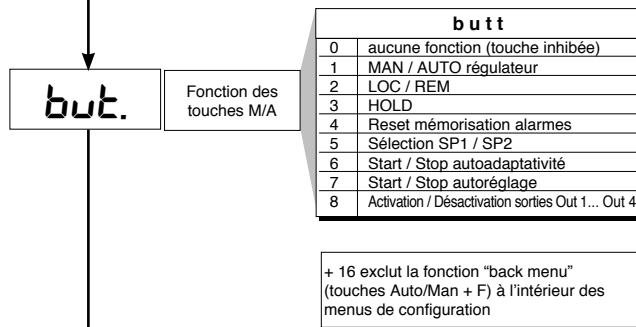 but.
Fonction des
touches M/A
butt
0 aucune fonction (touche inhibée)
1 MAN / AUTO régulateur
2 LOC / REM
3 HOLD
4 Reset mémorisation alarmes
5 Sélection SP1 / SP2
6 Start / Stop autoadaptativité
7 Start / Stop autoréglage
8 Activation / Désactivation sorties Out 1... Out 4
+ 16 exclut la fonction “back menu”
(touches Auto/Man + F) à l’intérieur des
menus de configuration